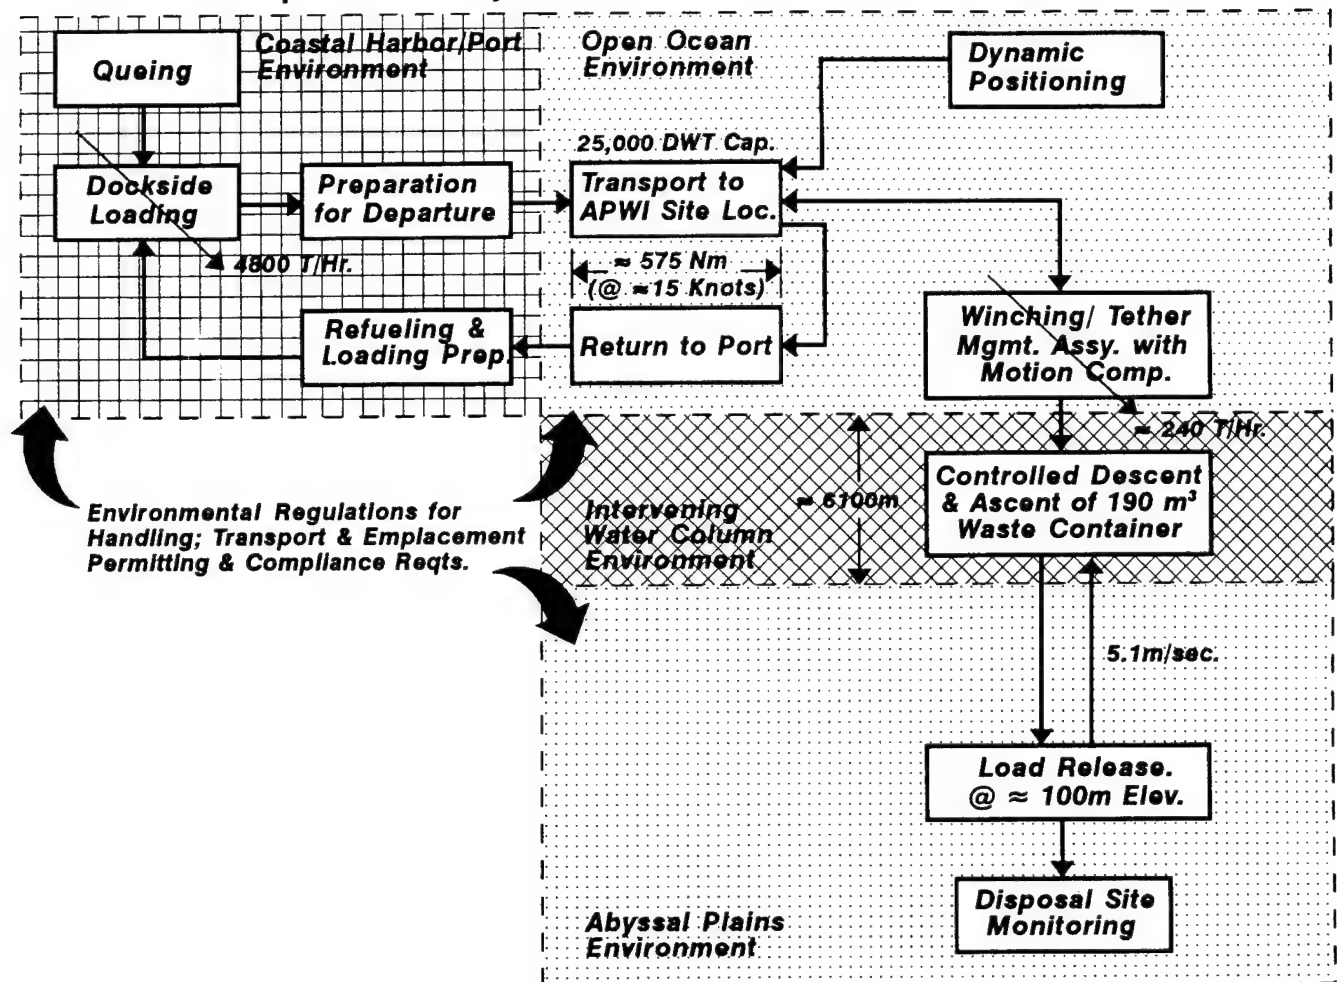 Queing
Coastal Harbor/Port
Environment
Open Ocean
Environment
Dynamic
Positioning
25,000 DWT Cap.
Dockside
Loading
Preparation
for Departure
Transport to
APWI Site Loc.
4800 T/Hr.
≈ 575 Nm
(@ ≈15 Knots)
Refueling &
Loading Prep.
Return to Port
Winching/ Tether
Mgmt. Assy. with
Motion Comp.
≈ 240 T/Hr.
Controlled Descent
& Ascent of 190 m³
Waste Container
≈ 6100m
Intervening
Water Column
Environment
Environmental Regulations for
Handling; Transport & Emplacement
Permitting & Compliance Reqts.
5.1m/sec.
Load Release.
@ ≈ 100m Elev.
Disposal Site
Monitoring
Abyssal Plains
Environment